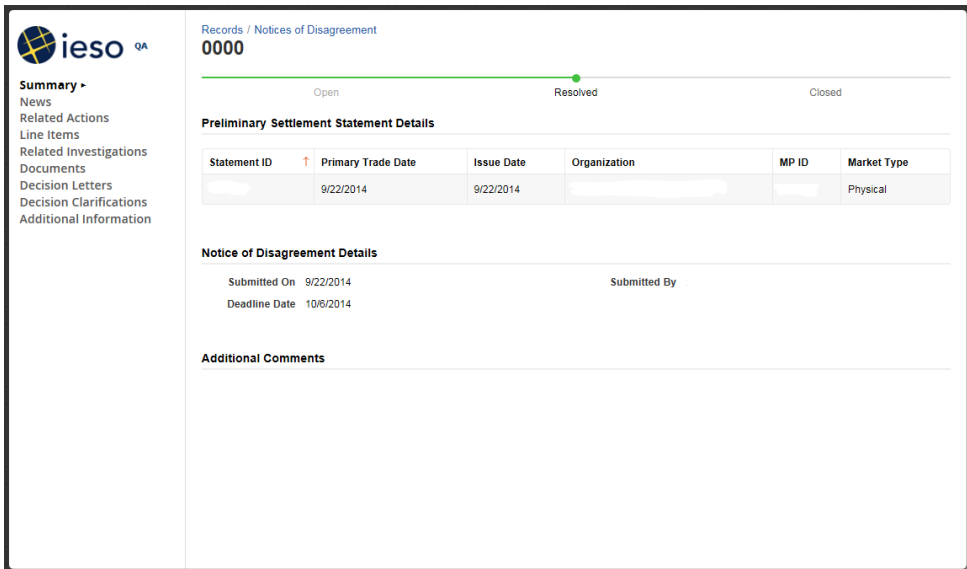 ieso QA
Summary ▸
News
Related Actions
Line Items
Related Investigations
Documents
Decision Letters
Decision Clarifications
Additional Information
Records / Notices of Disagreement
0000
Open Resolved Closed
Preliminary Settlement Statement Details
Statement ID ↑ Primary Trade Date Issue Date Organization MP ID Market Type
9/22/2014 9/22/2014 Physical
Notice of Disagreement Details
Submitted On 9/22/2014 Submitted By
Deadline Date 10/6/2014
Additional Comments